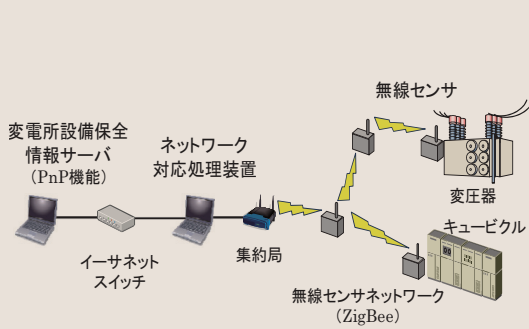 無線センサ
変電所設備保全
情報サーバ
(PnP機能)
ネットワーク
対応処理装置
変圧器
キュービクル
イーサネット
スイッチ
集約局
無線センサネットワーク
(ZigBee)